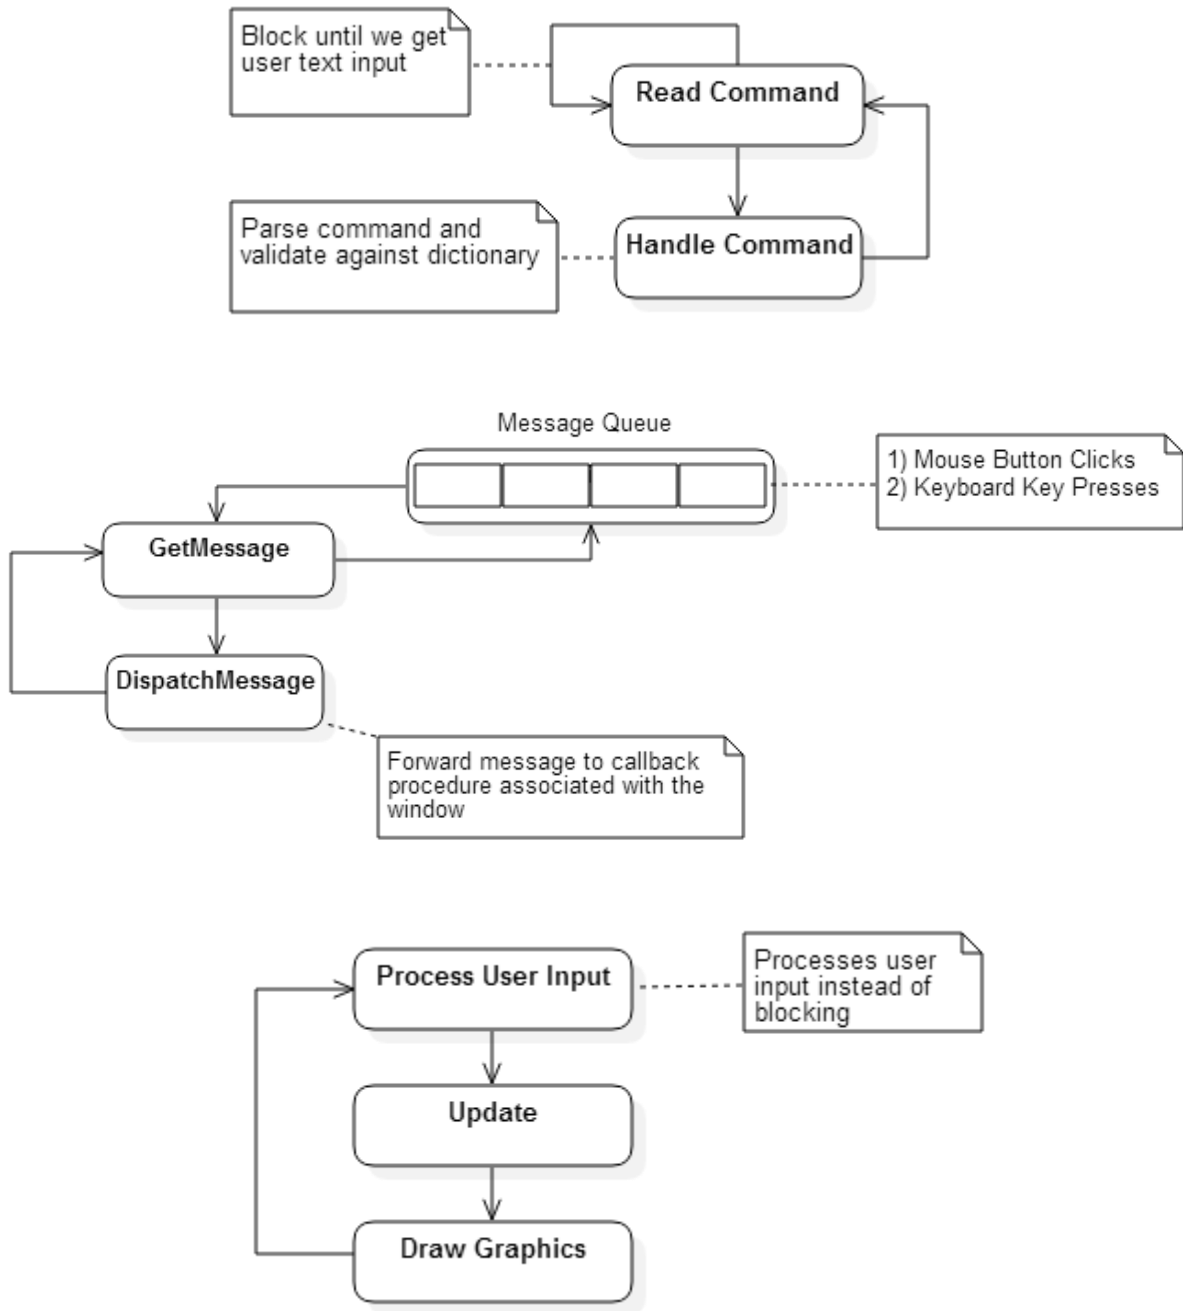 Block until we get
user text input
Read Command
Parse command and
validate against dictionary
Handle Command
Message Queue
1) Mouse Button Clicks
2) Keyboard Key Presses
GetMessage
DispatchMessage
Forward message to callback
procedure associated with the
window
Process User Input
Processes user
input instead of
blocking
Update
Draw Graphics